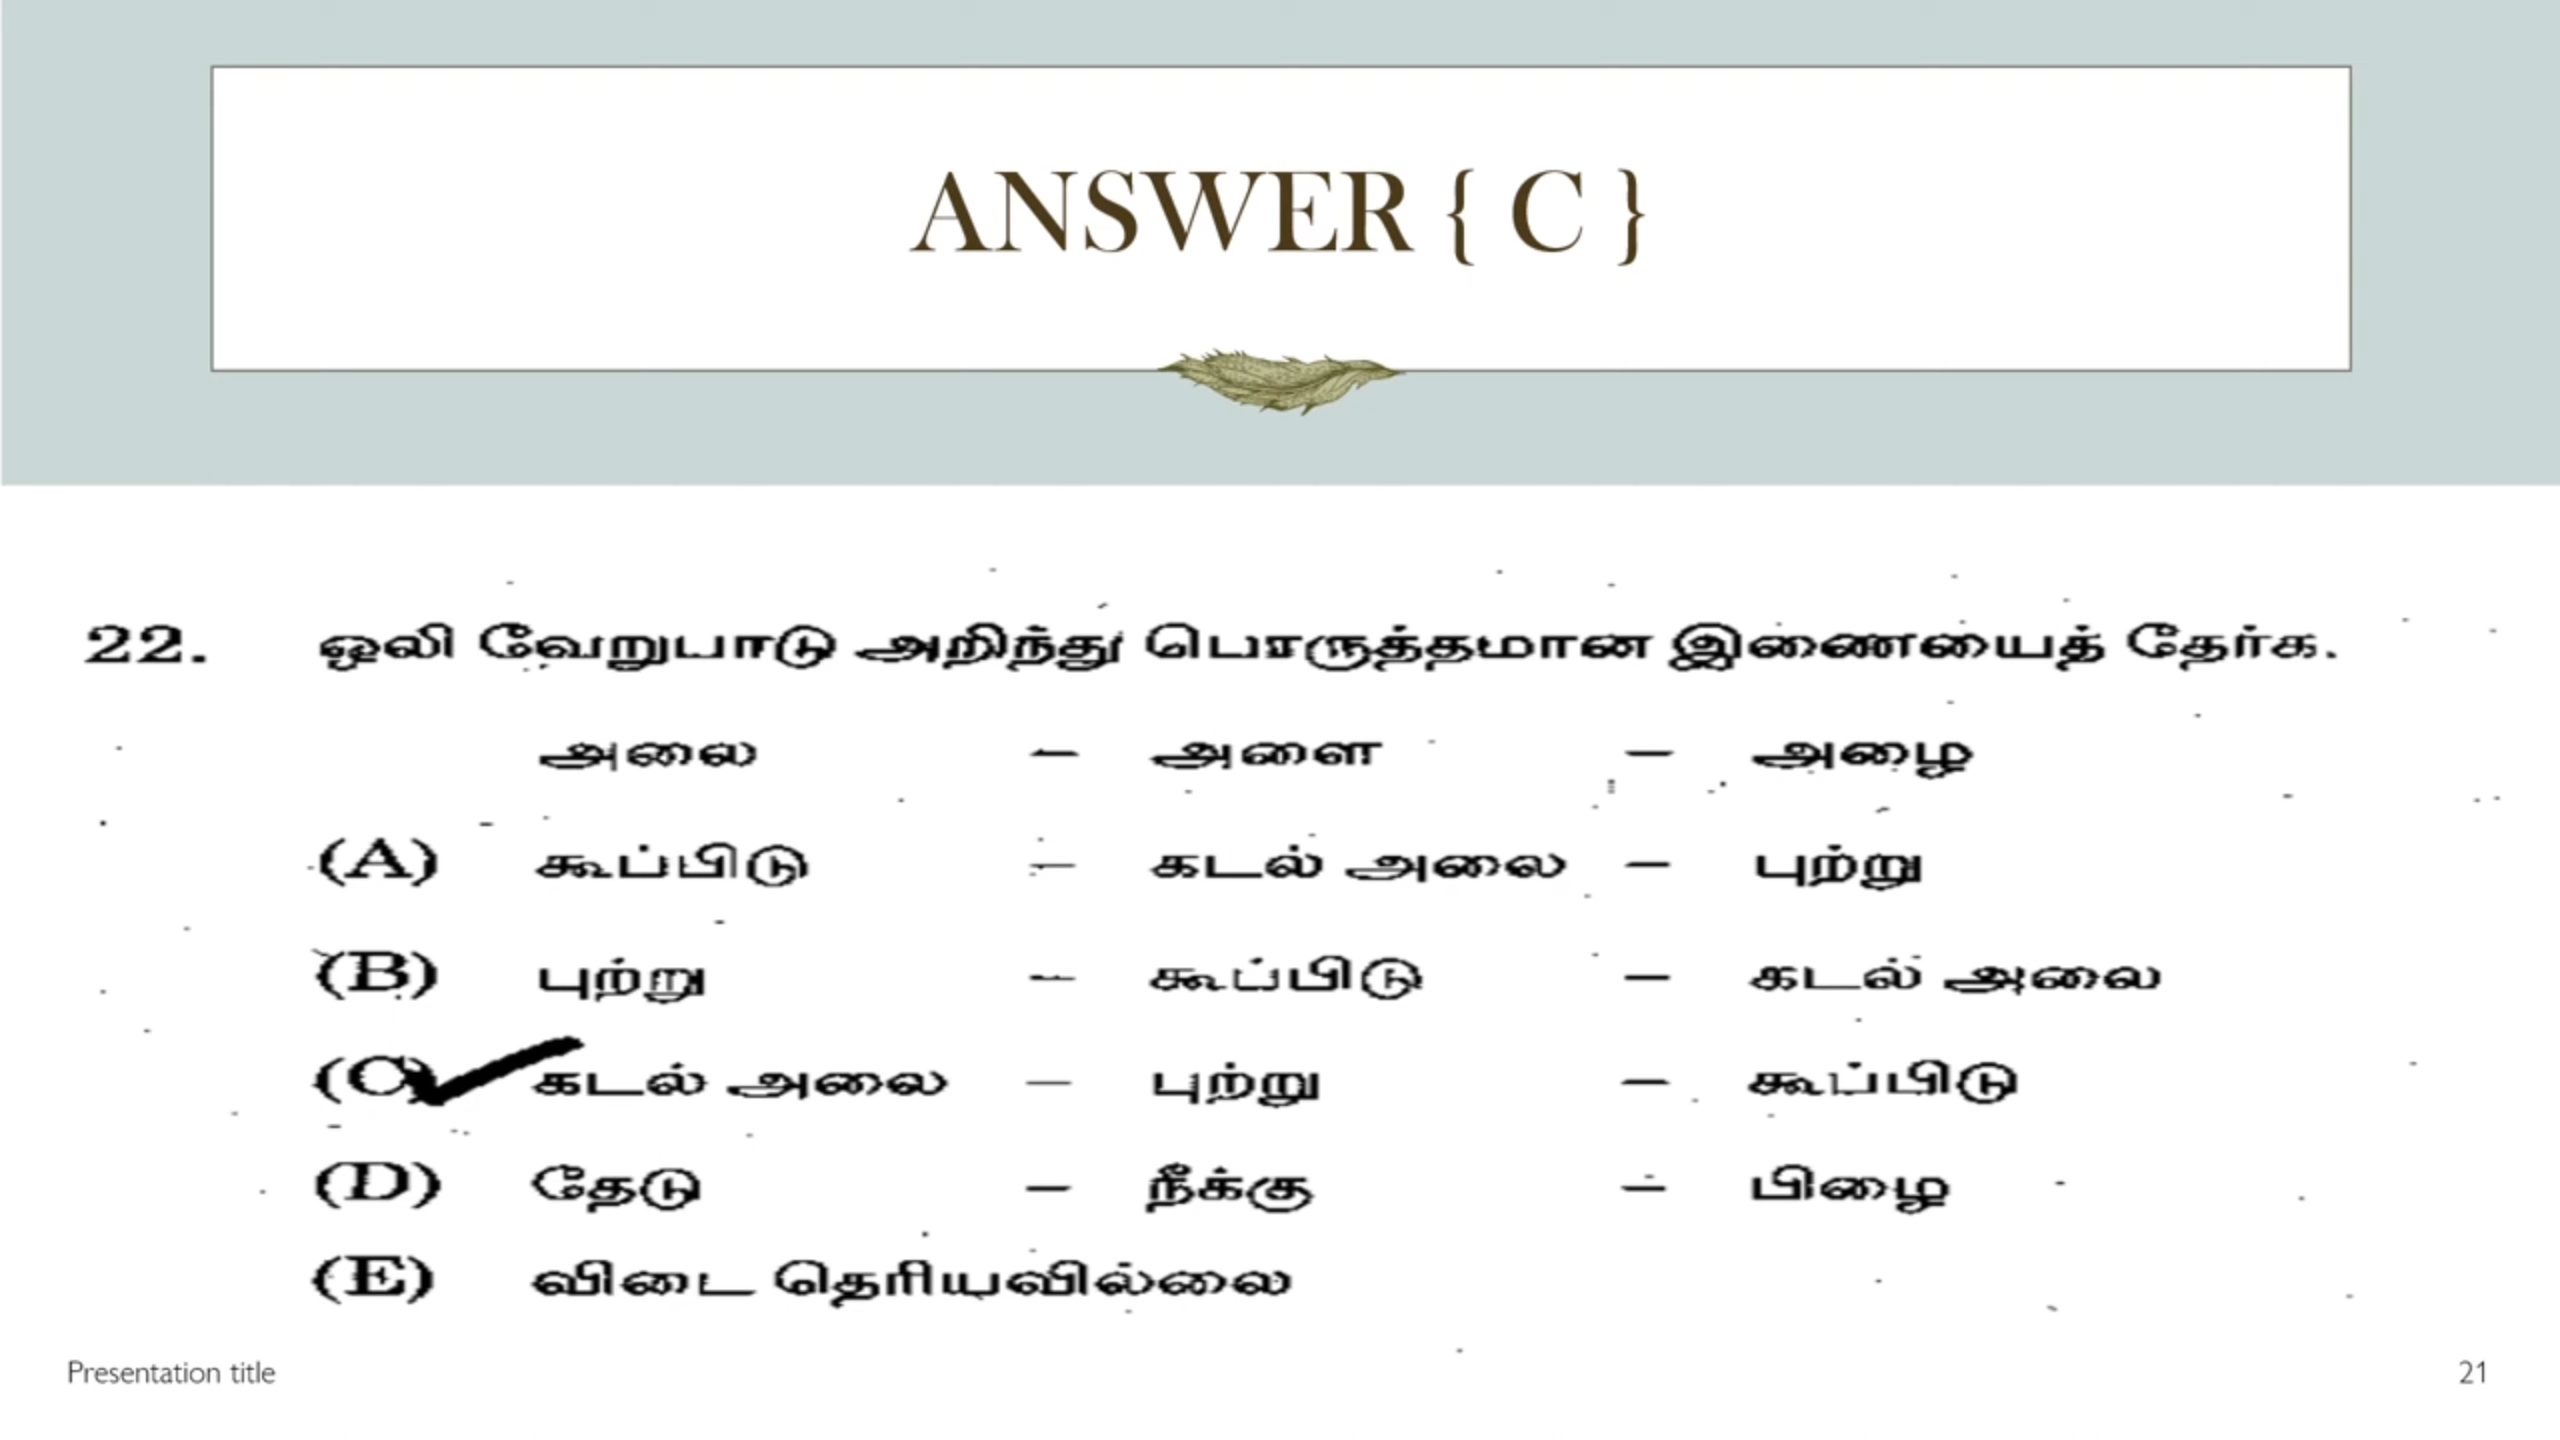 ANSWER { C }
22. ஒலி வேறுபாடு அறிந்து பொருத்தமான இணையைத் தேர்க.
அலை – அளை – அழை
(A) கூப்பிடு – கடல் அலை – புற்று
(B) புற்று – கூப்பிடு – கடல் அலை
(C) கடல் அலை – புற்று – கூப்பிடு
(D) தேடு – நீக்கு – பிழை
(E) விடை தெரியவில்லை
Presentation title 21